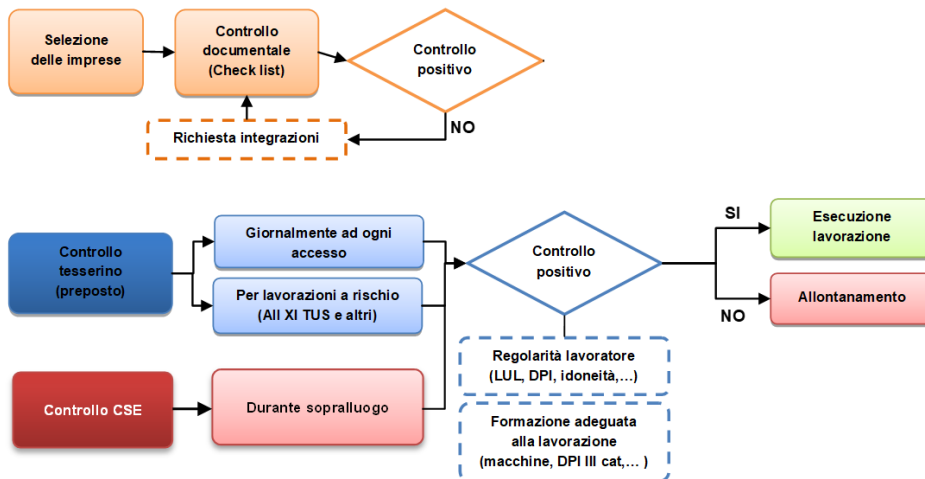 Selezione
delle imprese
Controllo
documentale
(Check list)
Controllo
positivo
NO
Richiesta integrazioni
Controllo
tesserino
(preposto)
Giornalmente ad ogni
accesso
Per lavorazioni a rischio
(All XI TUS e altri)
Controllo
positivo
SI
Esecuzione
lavorazione
NO
Allontanamento
Regolarità lavoratore
(LUL, DPI, idoneità,…)
Controllo CSE
Durante sopralluogo
Formazione adeguata
alla lavorazione
(macchine, DPI III cat,… )